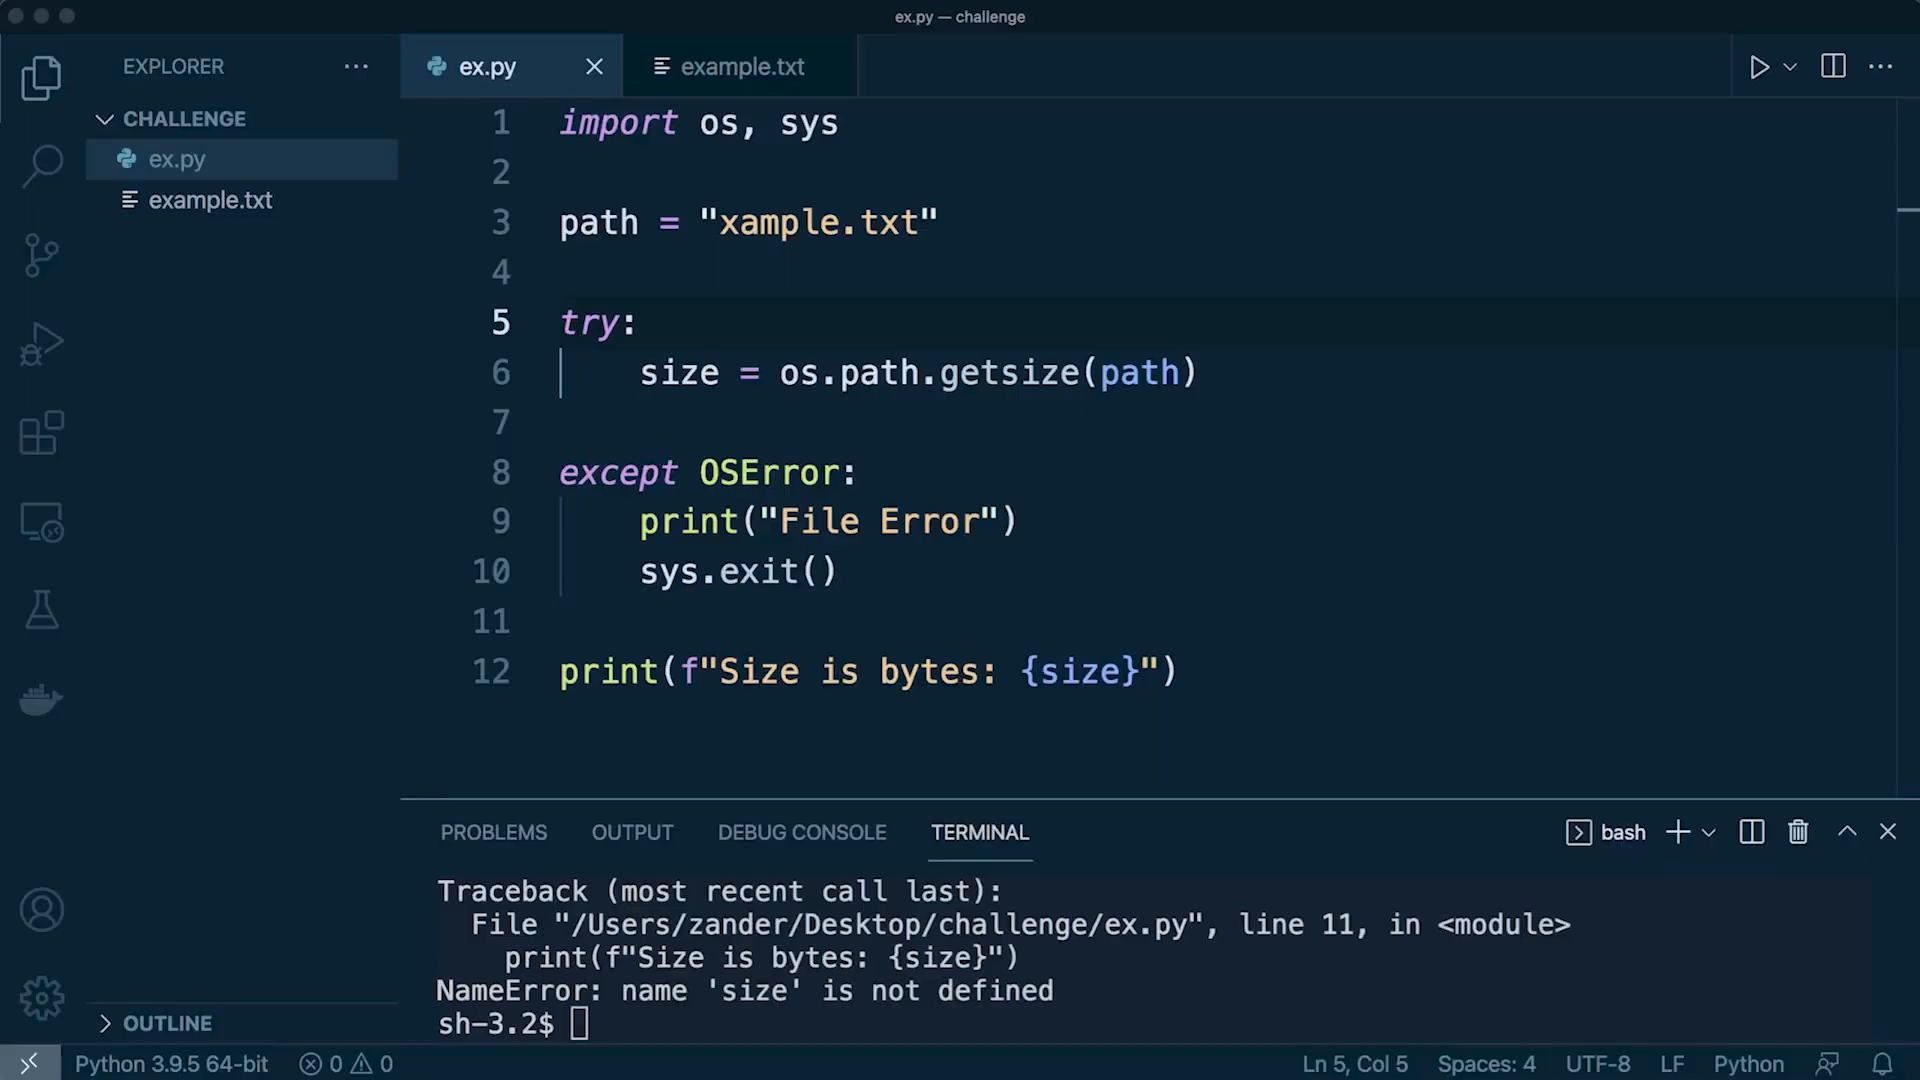 ex.py — challenge
EXPLORER
ex.py
example.txt
CHALLENGE
ex.py
example.txt
1 import os, sys
2
3 path = "xample.txt"
4
5 try:
6 size = os.path.getsize(path)
7
8 except OSError:
9 print("File Error")
10 sys.exit()
11
12 print(f"Size is bytes: {size}")
PROBLEMS OUTPUT DEBUG CONSOLE TERMINAL
bash
Traceback (most recent call last):
File "/Users/zander/Desktop/challenge/ex.py", line 11, in <module>
print(f"Size is bytes: {size}")
NameError: name 'size' is not defined
sh-3.2$
OUTLINE
Python 3.9.5 64-bit 0 0 Ln 5, Col 5 Spaces: 4 UTF-8 LF Python